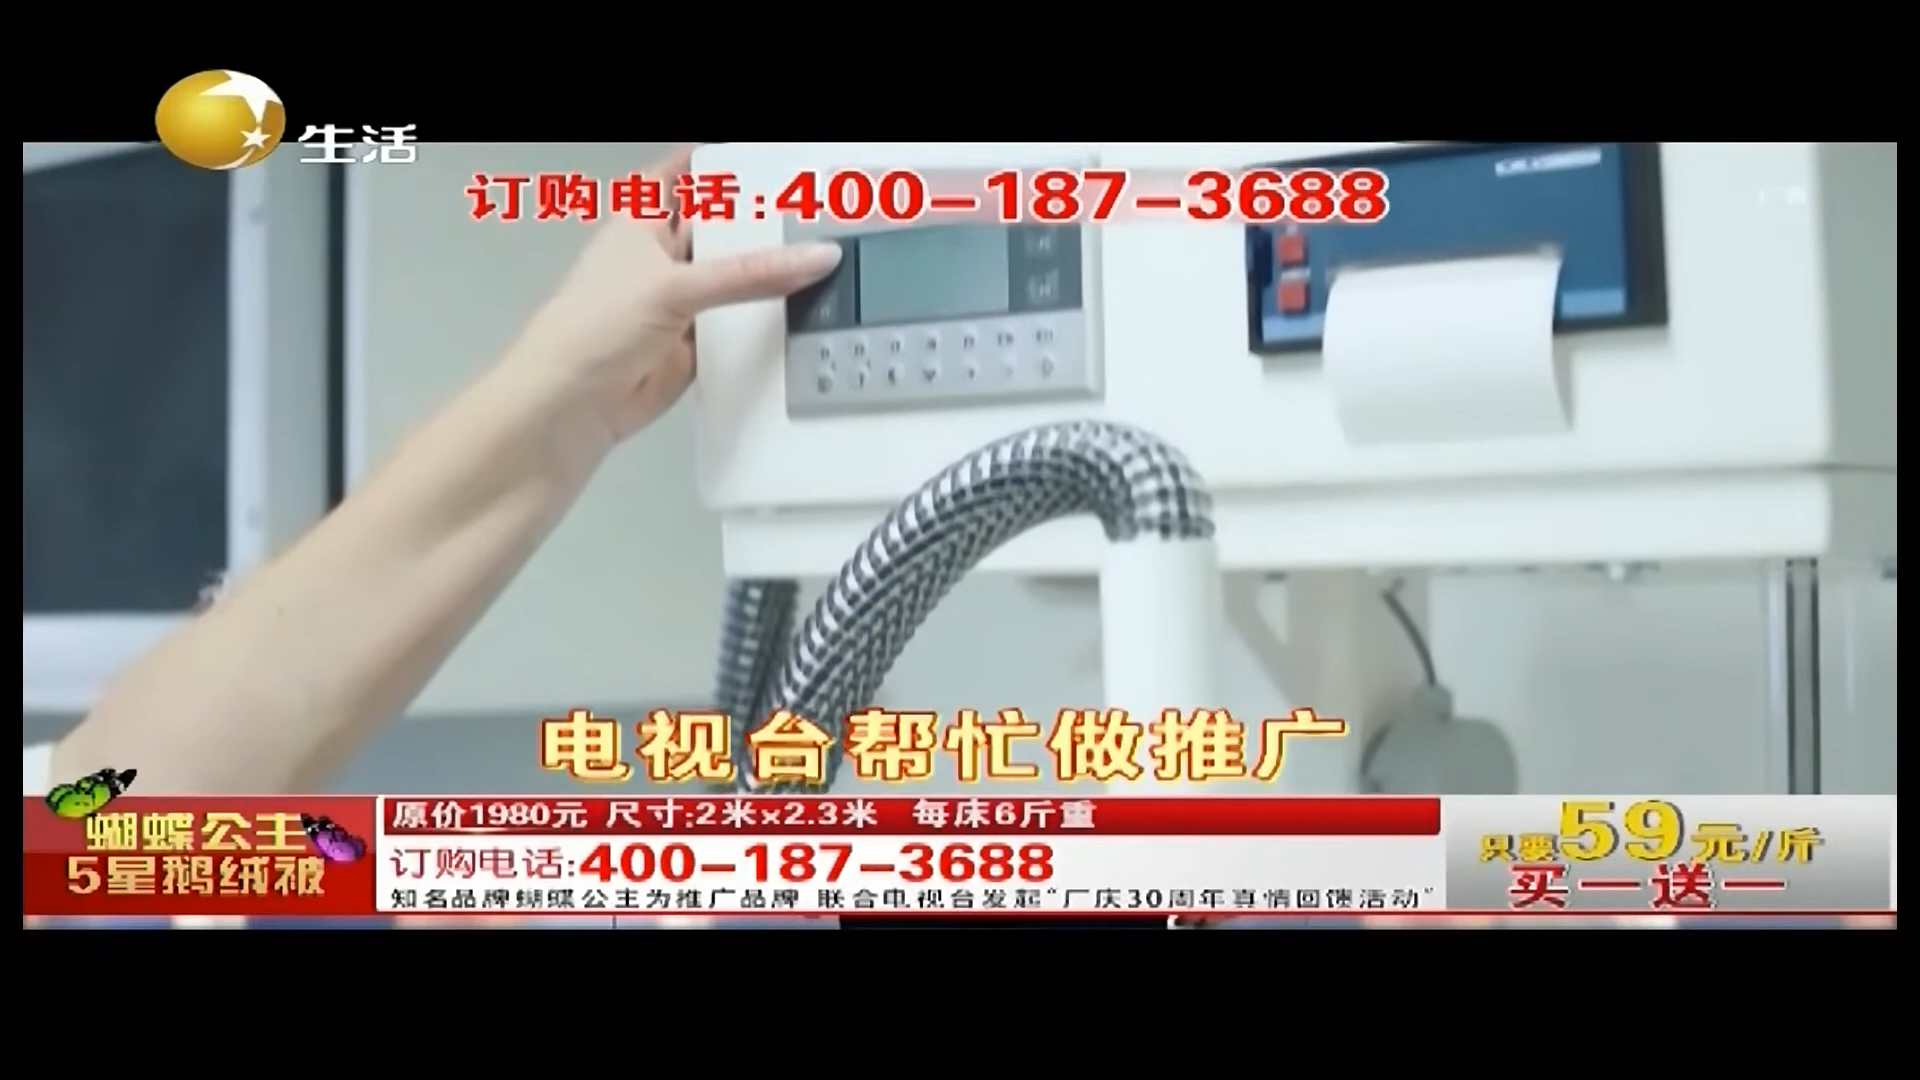 生活
订购电话:400-187-3688
电视台帮忙做推广
蝴蝶公主
5星鹅绒被
原价1980元 尺寸:2米×2.3米 每床6斤重
订购电话:400-187-3688
知名品牌蝴蝶公主为推广品牌 联合电视台发起“厂庆30周年真情回馈活动”
只要59元/斤
买一送一